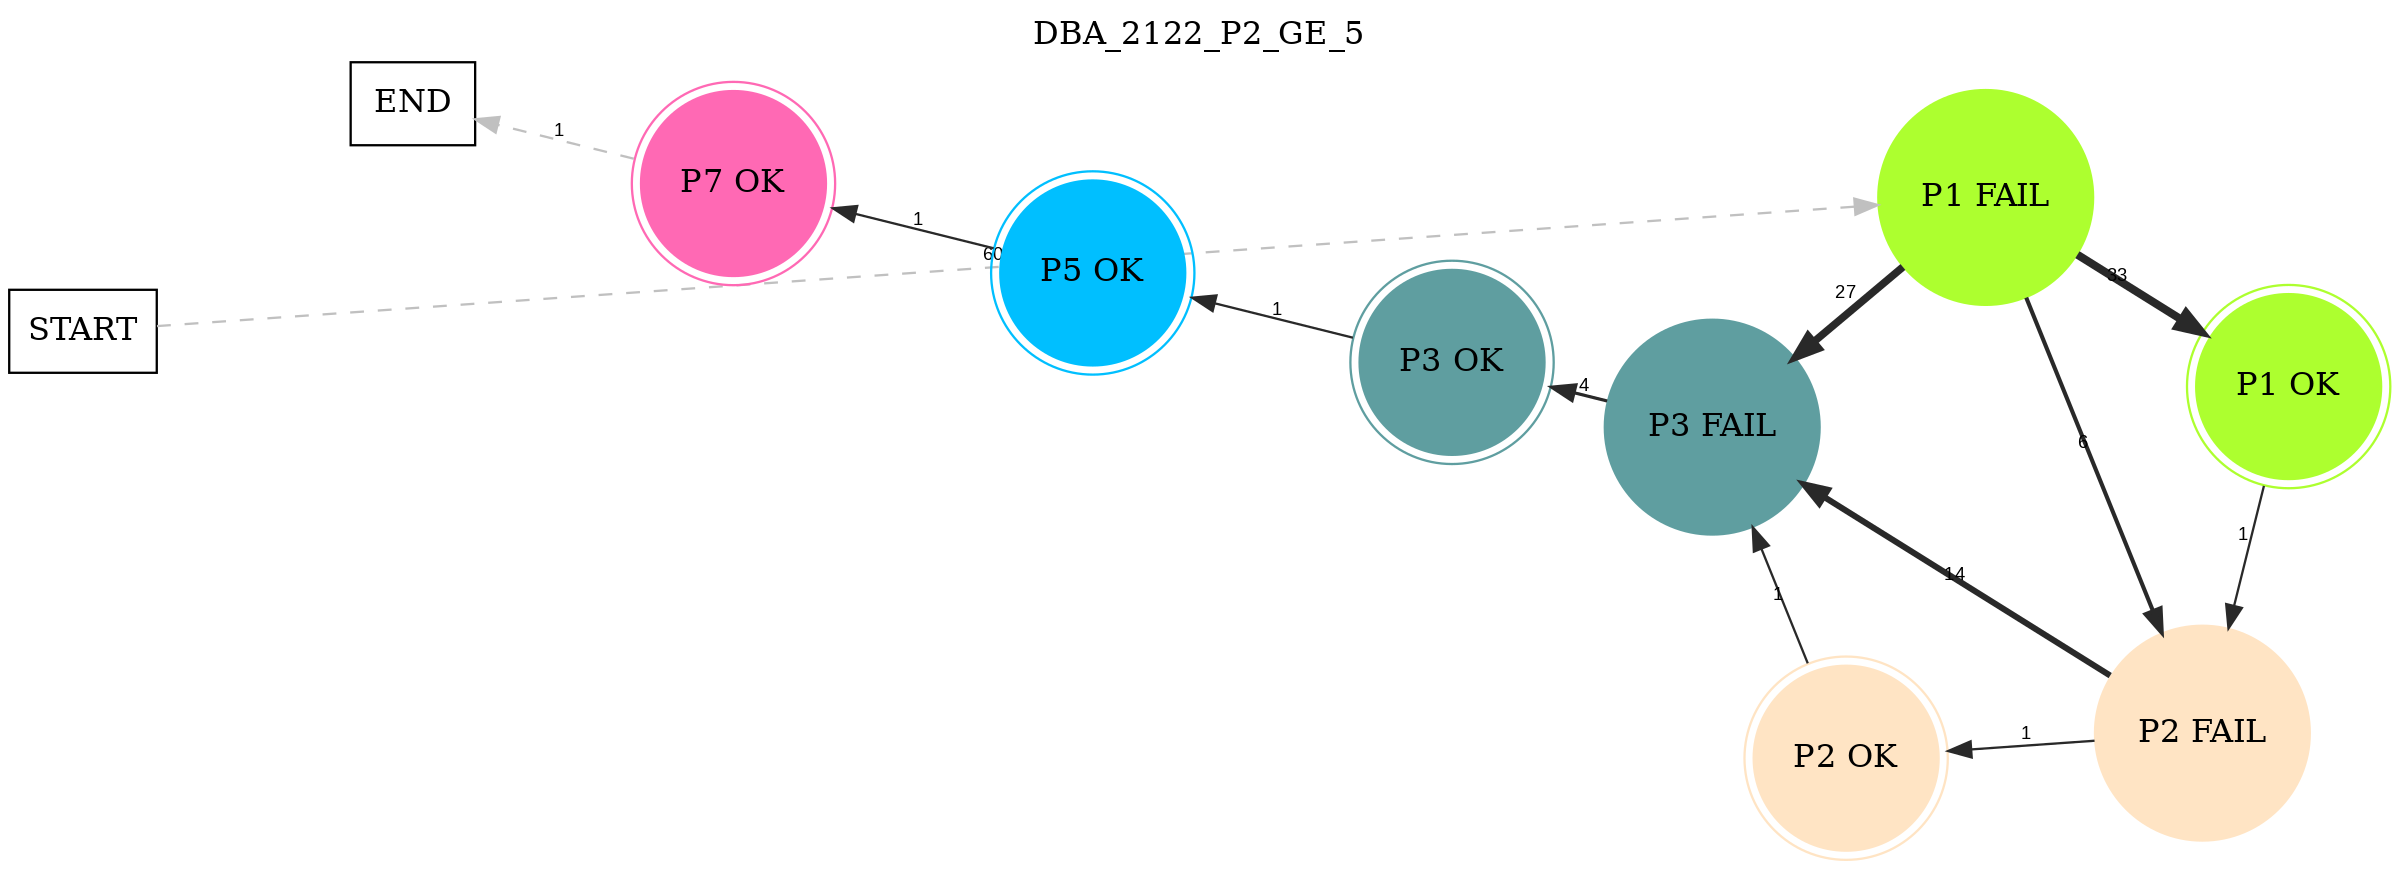 DBA_2122_P2_GE_5
END
1
P7 OK
1
60
P5 OK
P1 FAIL
START
1
P3 OK
4
27
33
P3 FAIL
P1 OK
6
1
14
1
P2 OK
1
P2 FAIL